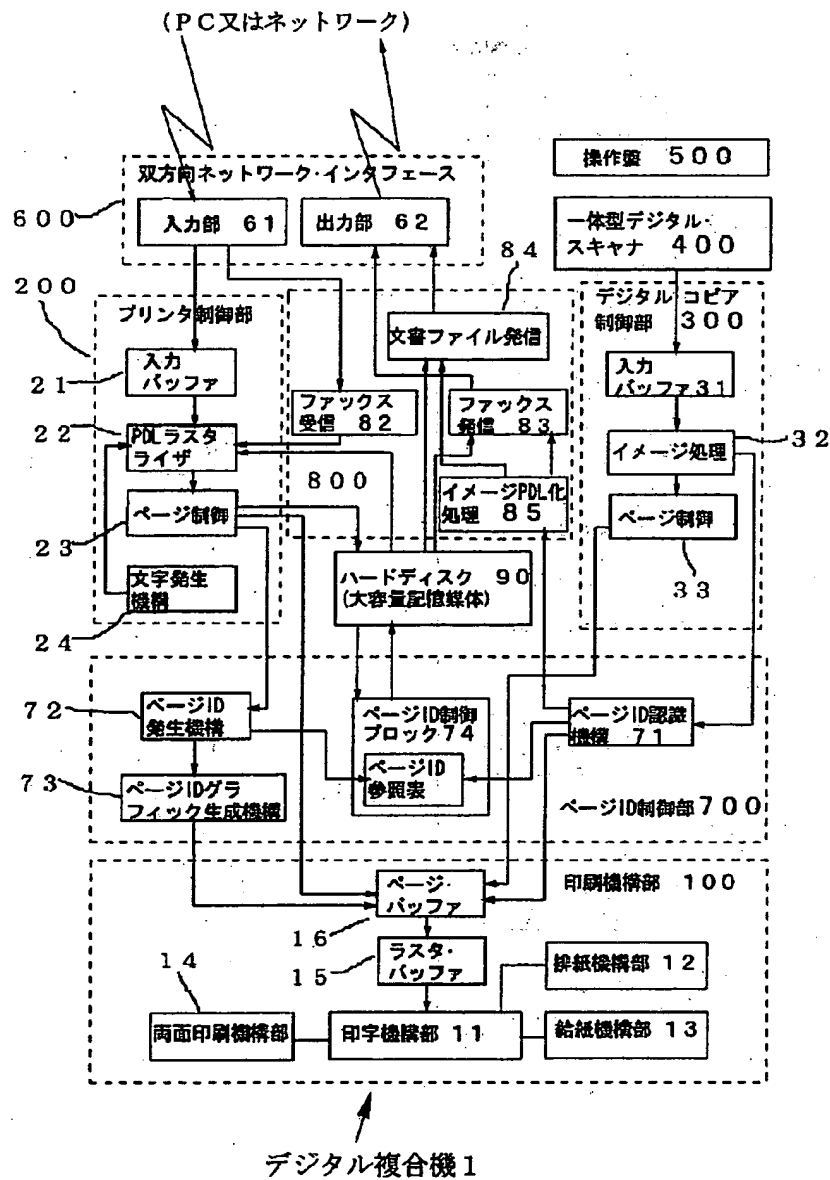 (PC又はネットワーク)
操作盤 500
双方向ネットワーク・インタフェース
600
入力部 61
出力部 62
一体型デジタル・
スキャナ 400
84
200
プリンタ制御部
文書ファイル発信
デジタル コピア
制御部 300
21
入力
バッファ
入力
バッファ31
22
PDLラスタ
ライザ
ファックス
受信 82
ファックス
発信 83
イメージ処理
32
800
イメージPDL化
処理 85
23
ページ制御
ページ制御
33
文字発生
機構
24
ハードディスク 90
(大容量記憶媒体)
72
ページID
発生機構
ページID制御
ブロック74
ページID認識
機構 71
ページID
参照表
73
ページIDグラ
フィック生成機構
ページID制御部700
ページ・
バッファ
印刷機構部 100
16
ラスタ・
バッファ
15
14
排紙機構部 12
両面印刷機構部
印字機構部 11
給紙機構部 13
デジタル複合機1